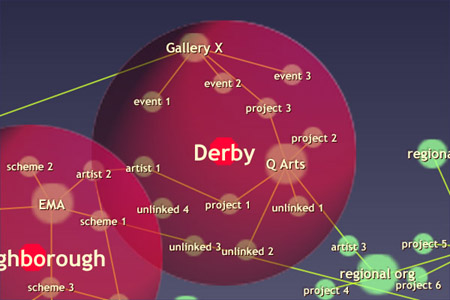 Gallery X
event 3
event 2
event 1
project 3
project 2
Derby
regional
Q Arts
scheme 2
artist 1
artist 2
EMA
project 1
unlinked 4
unlinked 1
scheme 1
artist 3
project 5
unlinked 3
unlinked 2
ghborough
regional org
project 6
scheme 3
project 4